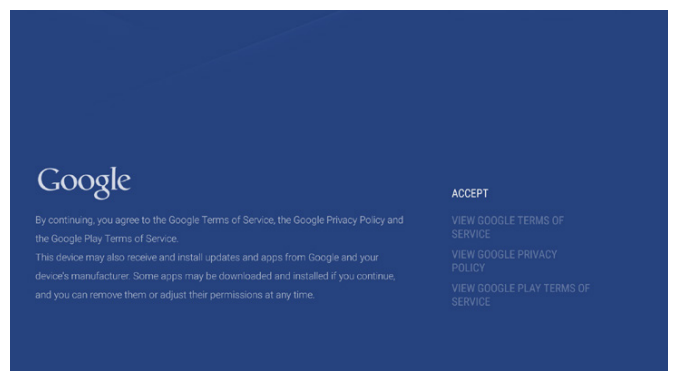 Google
By continuing, you agree to the Google Terms of Service, the Google Privacy Policy and
the Google Play Terms of Service.
This device may also receive and install updates and apps from Google and your
device's manufacturer. Some apps may be downloaded and installed if you continue,
and you can remove them or adjust their permissions at any time.
ACCEPT
VIEW GOOGLE TERMS OF
SERVICE
VIEW GOOGLE PRIVACY
POLICY
VIEW GOOGLE PLAY TERMS OF
SERVICE